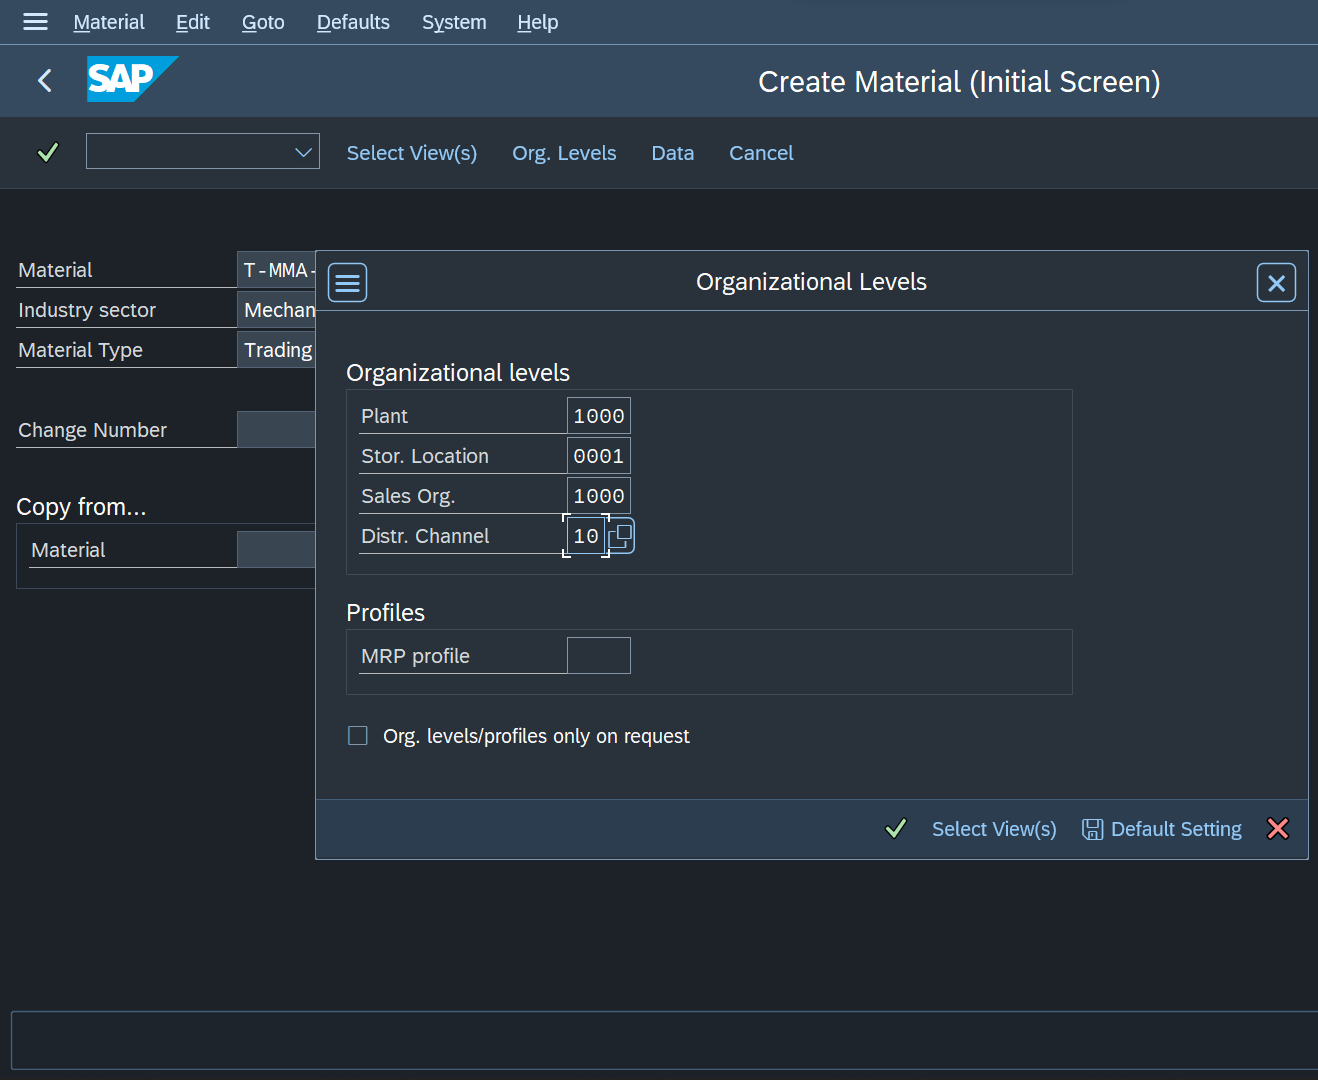 Material Edit Goto Defaults System Help
SAP
Create Material (Initial Screen)
Select View(s) Org. Levels Data Cancel
Material T-MMA-
Industry sector Mechan
Material Type Trading
Change Number
Copy from...
Material
Organizational Levels
Organizational levels
Plant 1000
Stor. Location 0001
Sales Org. 1000
Distr. Channel 10
Profiles
MRP profile
Org. levels/profiles only on request
Select View(s) Default Setting